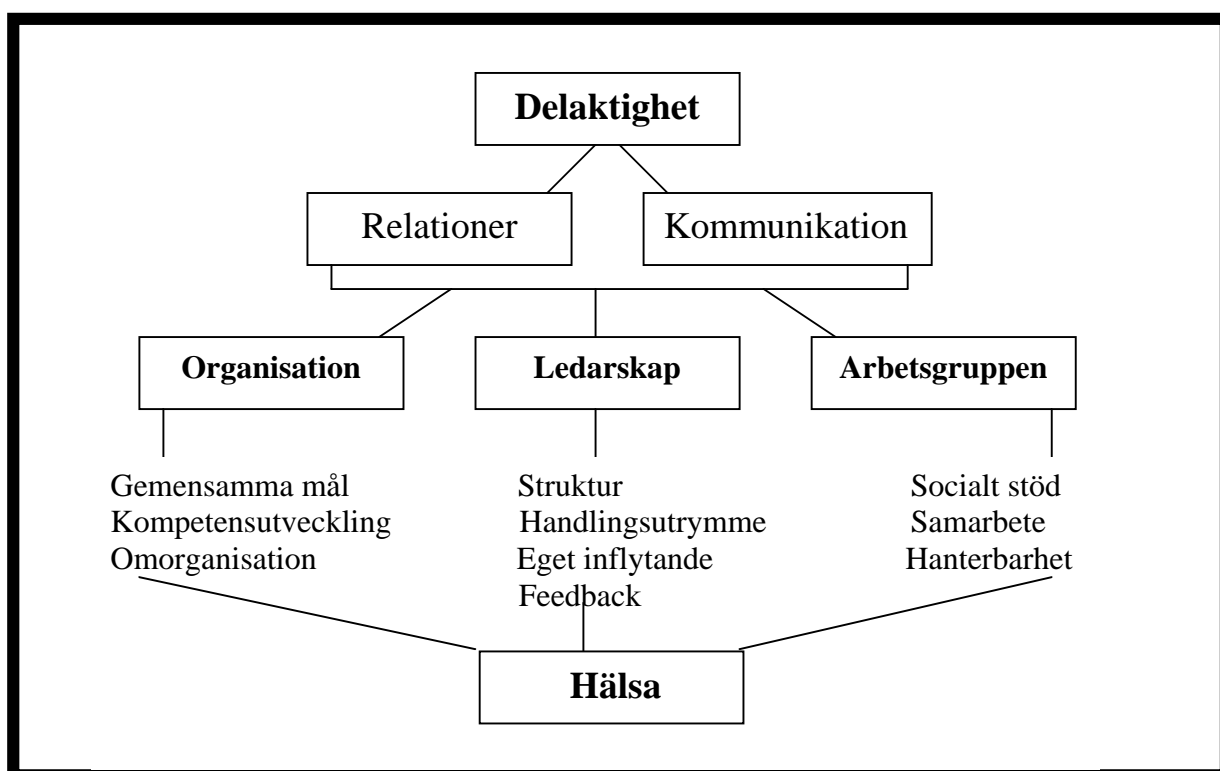 Delaktighet
Relationer
Kommunikation
Organisation
Ledarskap
Arbetsgruppen
Gemensamma mål
Kompetensutveckling
Omorganisation
Struktur
Handlingsutrymme
Eget inflytande
Feedback
Socialt stöd
Samarbete
Hanterbarhet
Hälsa